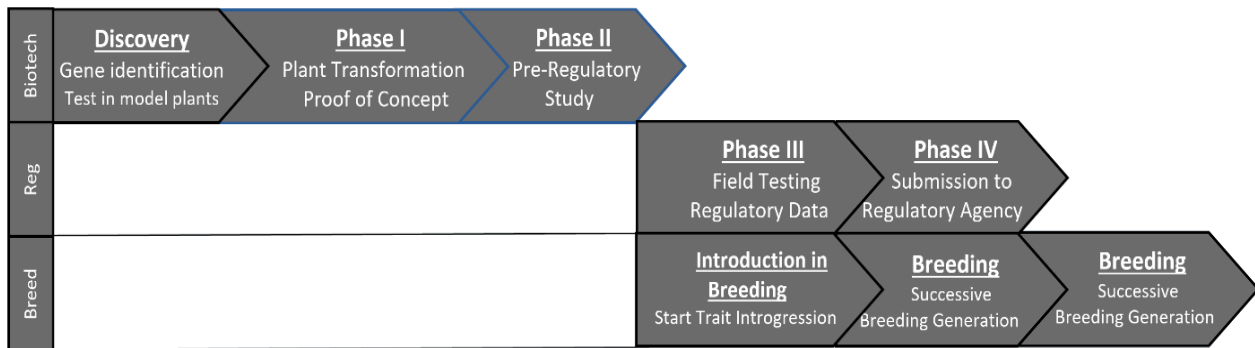 Biotech
Discovery
Gene identification
Test in model plants
Phase I
Plant Transformation
Proof of Concept
Phase II
Pre-Regulatory
Study
Reg
Phase III
Field Testing
Regulatory Data
Phase IV
Submission to
Regulatory Agency
Breed
Introduction in
Breeding
Start Trait Introgression
Breeding
Successive
Breeding Generation
Breeding
Successive
Breeding Generation